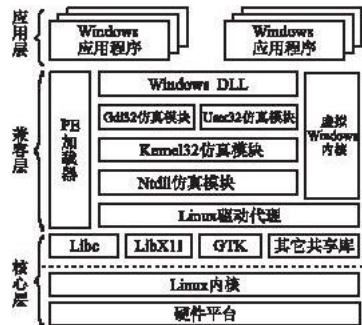 应用层
Windows
应用程序
Windows
应用程序
兼容层
PE
加载器
Windows DLL
Gdi32仿真模块
User32仿真模块
Kernel32仿真模块
Ntdll仿真模块
Linux驱动代理
虚拟
Windows
内核
核心层
Libc
LibX11
GTK
其它共享库
Linux内核
硬件平台